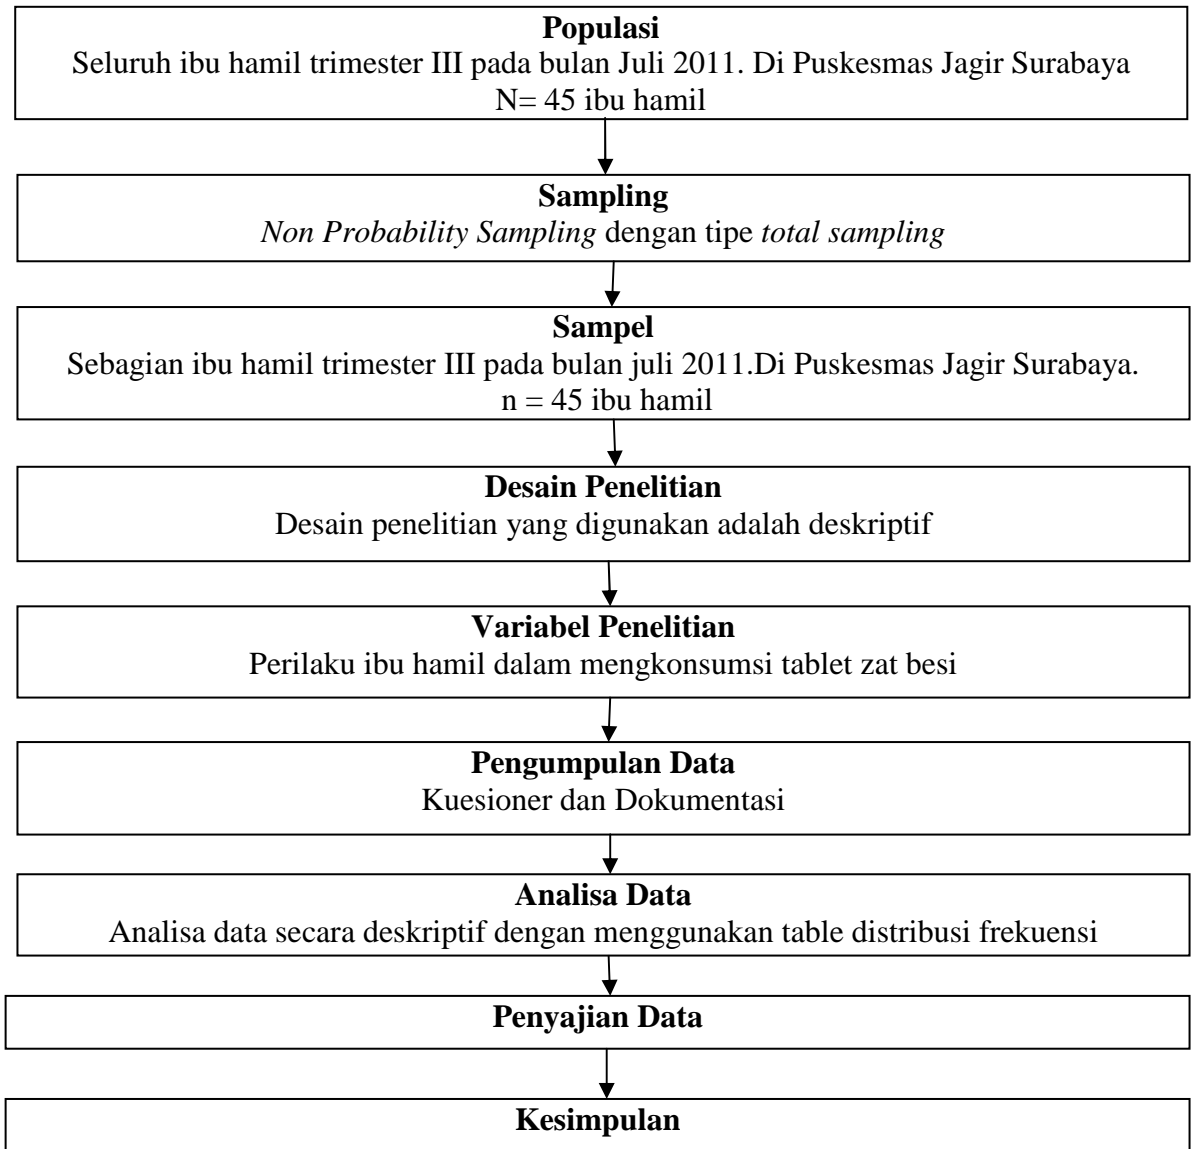 Populasi
Seluruh ibu hamil trimester III pada bulan Juli 2011. Di Puskesmas Jagir Surabaya
N= 45 ibu hamil
Sampling
Non Probability Sampling dengan tipe total sampling
Sampel
Sebagian ibu hamil trimester III pada bulan juli 2011.Di Puskesmas Jagir Surabaya.
n = 45 ibu hamil
Desain Penelitian
Desain penelitian yang digunakan adalah deskriptif
Variabel Penelitian
Perilaku ibu hamil dalam mengkonsumsi tablet zat besi
Pengumpulan Data
Kuesioner dan Dokumentasi
Analisa Data
Analisa data secara deskriptif dengan menggunakan table distribusi frekuensi
Penyajian Data
Kesimpulan